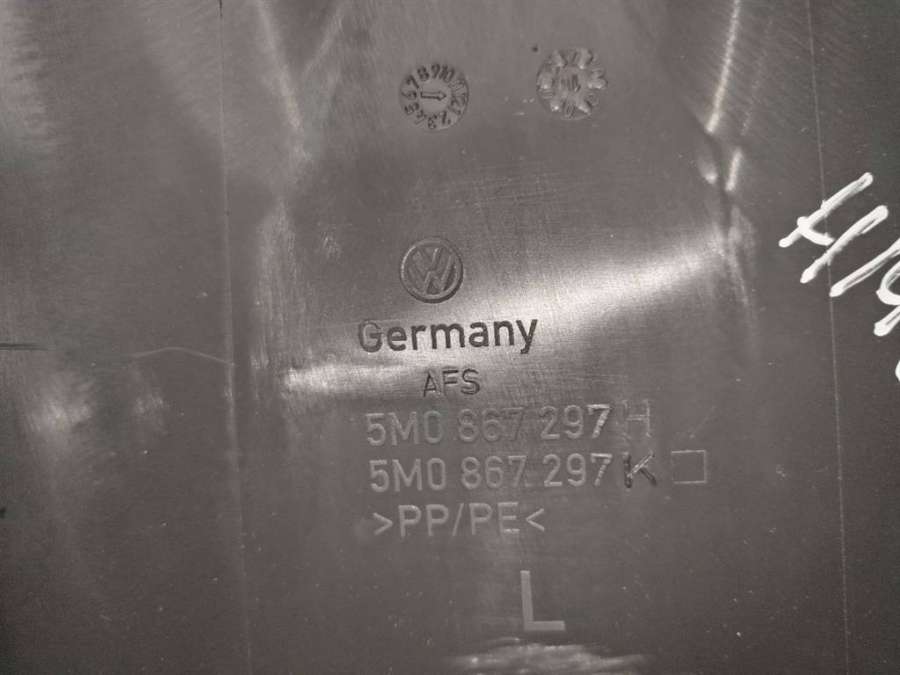 Germany
AFS
5M0 867 297 H
5M0 867 297 K
>PP/PE<
L